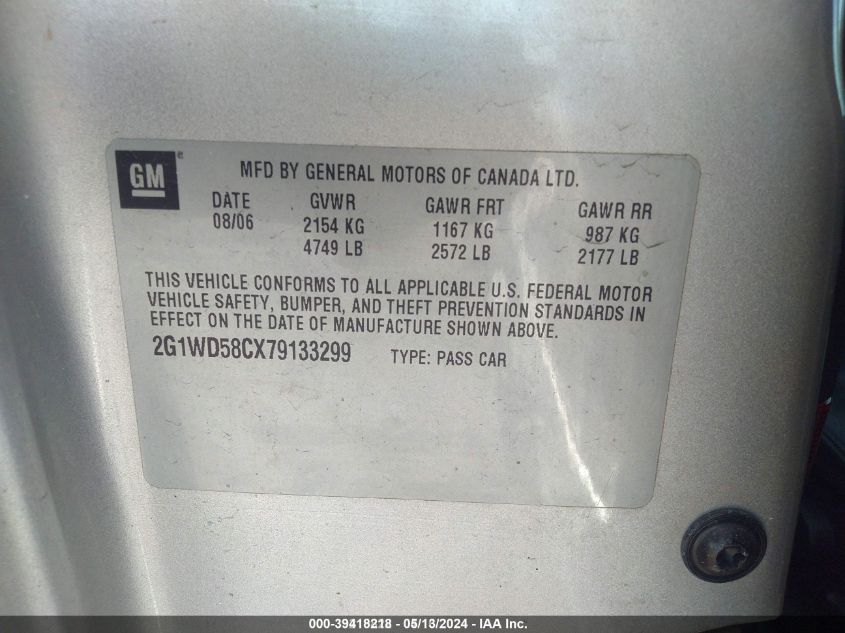 GM ®
MFD BY GENERAL MOTORS OF CANADA LTD.
DATE GVWR GAWR FRT GAWR RR
08/06 2154 KG 1167 KG 987 KG
4749 LB 2572 LB 2177 LB
THIS VEHICLE CONFORMS TO ALL APPLICABLE U.S. FEDERAL MOTOR
VEHICLE SAFETY, BUMPER, AND THEFT PREVENTION STANDARDS IN
EFFECT ON THE DATE OF MANUFACTURE SHOWN ABOVE.
2G1WD58CX79133299 TYPE: PASS CAR
000-39418218 - 05/13/2024 - IAA Inc.